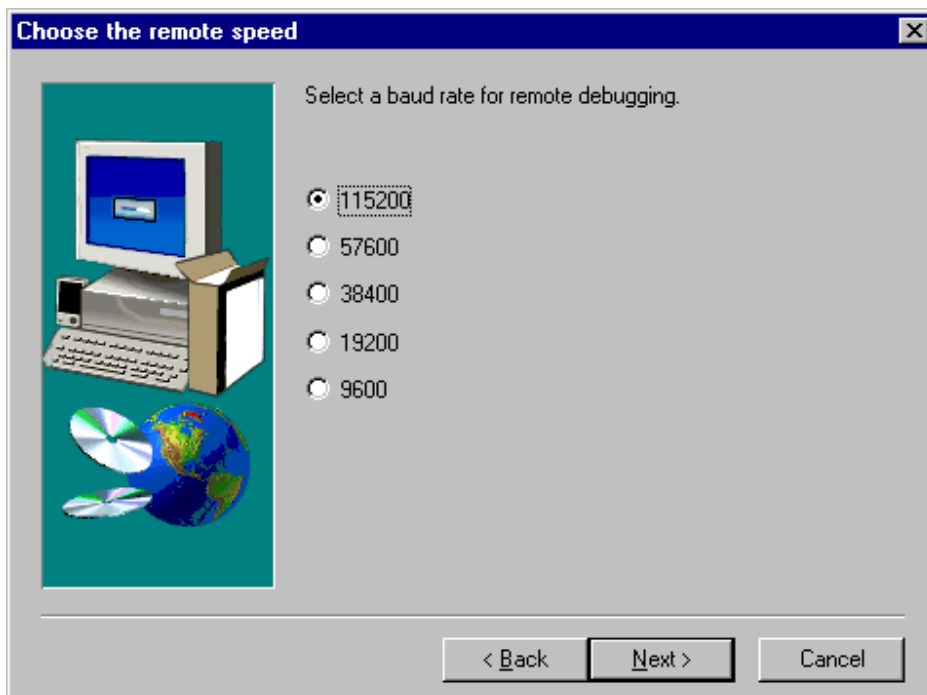 Choose the remote speed
Select a baud rate for remote debugging.
115200
57600
38400
19200
9600
< Back
Next >
Cancel